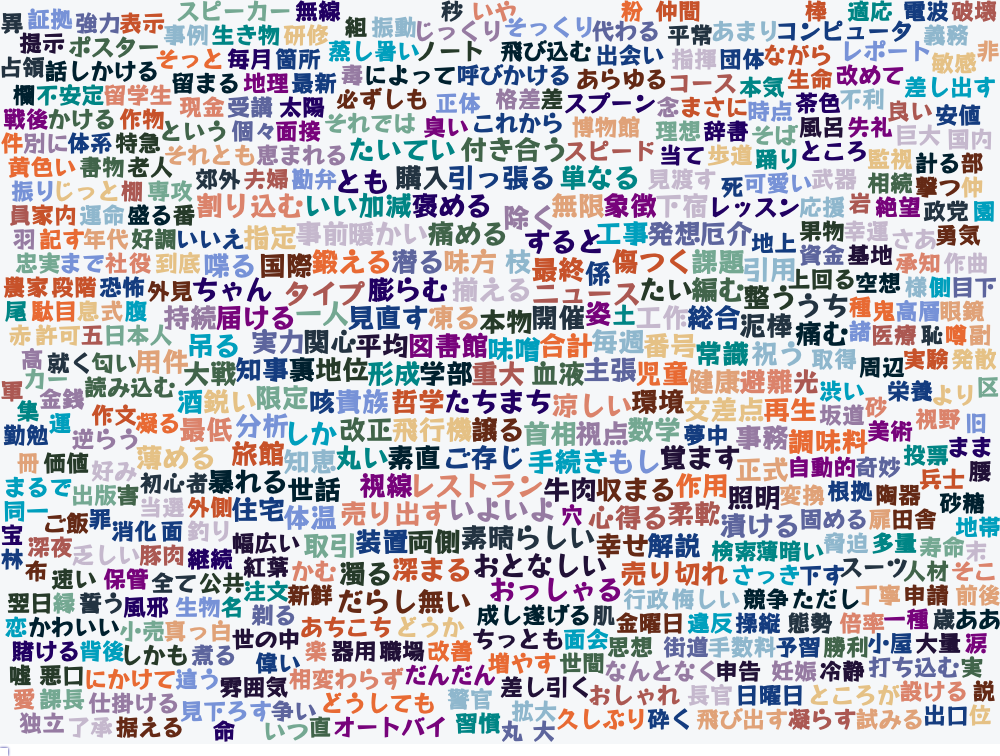 異 証拠 強力 表示 スピーカー 無線 秒 いや 粉 仲間 棒 適応 電波 破壊
提示 ポスター 事例 生き物 研修 組 振動 じっくり そっくり 代わる 平常 あまり コンピュータ 義務
占領 話しかける そっと 毎月 箇所 蒸し暑い ノート 飛び込む 出会い 指揮 団体 ながら レポート 敏感 非
欄 不安定 留学生 留まる 地理 最新 毒 によって 呼びかける あらゆる コース 本気 生命 改めて 差し出す
戦後 かける 作物 現金 受講 太陽 必ずしも 正体 格差 差 スプーン 念 まさに 時点 茶色 不利 良い 安値
件 別に 体系 特急 という 個々 面接 それでは 臭い これから 博物館 理想 辞書 そば 風呂 失礼 巨大 国内
黄色い 書物 老人 それとも 恵まれる たいてい 付き合う スピード 当て 歩道 踊り ところ 監視 計る 部
振り じっと 棚 専攻 郊外 夫婦 勘弁 とも 購入 引っ張る 単なる 見渡す 死 可愛い 武器 相続 撃つ 仲
員 家内 運命 盛る 番 割り込む いい加減 褒める 除く 無限 象徴 下宿 レッスン 応援 岩 絶望 政党 園
羽 記す 年代 好調 いいえ 指定 事前 暖かい 痛める すると 工事 発想 厄介 地上 果物 幸運 さあ 勇気
忠実 まで 社役 到底 喋る 国際 鍛える 潜る 味方 枝 最終 係 傷つく 課題 引用 資金 基地 承知 作曲
農家 段階 恐怖 外見 ちゃん タイプ 膨らむ 揃える ニュース たい 編む 整う 上回る 空想 様 側 目下
尾 駄目 息 式 腹 持続 届ける 一人 見直す 凍る 本物 開催 姿 土 工作 総合 泥棒 うち 種 鬼 高層 眼鏡
赤 許可 五 日本人 吊る 実力 関心 平均 図書館 味噌 合計 毎週 番号 常識 祝う 痛む 諸 医療 恥 噂 副
高 就く 匂い 用件 大戦 知事 裏 地位 形成 学部 重大 血液 主張 児童 健康 避難 光 取得 周辺 実験 発散
軍 カー 金銭 読み込む 酒 鋭い 限定 咳 貴族 哲学 たちまち 涼しい 環境 交差点 再生 渋い 栄養 より 区
集 運 作文 凝る 最低 分析 しか 改正 飛行機 譲る 首相 視点 数学 夢中 事務 調味料 坂道 砂 美術 視野 旧
勤勉 逆らう 旅館 知恵 丸い 素直 ご存じ 手続き もし 覚ます 正式 自動的 奇妙 投票 まま
冊 価値 好み 薄める 初心者 暴れる 世話 視線 レストラン 牛肉 収まる 作用 照明 変換 根拠 陶器 兵士 腰
まるで 出版 書 当選 外側 住宅 体温 売り出す いよいよ 穴 心得る 柔軟 漬ける 固める 扉 田舎 砂糖
同一 ご飯 罪 消化 面 釣り 幅広い 取引 装置 両側 素晴らしい 幸せ 解説 検索 薄暗い 脅迫 多量 寿命 末 地帯
宝 林 深夜 乏しい 豚肉 継続 紅葉 かむ 濁る 深まる おとなしい 売り切れ さっき 下す スーツ 人材 そこ
布 速い 保管 全て 公共 注文 新鮮 だらし無い おっしゃる 行政 悔しい 競争 ただし 丁寧 申請 前後
翌日 縁 誓う 風邪 生物 名 剃る あちこち どうか 成し遂げる 肌 金曜日 違反 操縦 態勢 倍率 一種 歳 ああ
恋 かわいい 小売 真っ白 世の中 楽 器用 職場 改善 ちっとも 面会 思想 街道 手数料 予習 勝利 小屋 大量 涙
賭ける 背後 しかも 煮る 偉い 相変わらず だんだん 増やす 世間 なんとなく 申告 妊娠 冷静 打ち込む 実
嘘 悪口 にかけて 違う 雰囲気 どうしても 警官 差し引く おしゃれ 長官 日曜日 ところが 設ける 説
愛 課長 仕掛ける 見下ろす 争い オートバイ 習慣 拡大 久しぶり 砕く 飛び出す 凝らす 試みる 出口 位
独立 了承 据える 命 いつ 直 丸 大